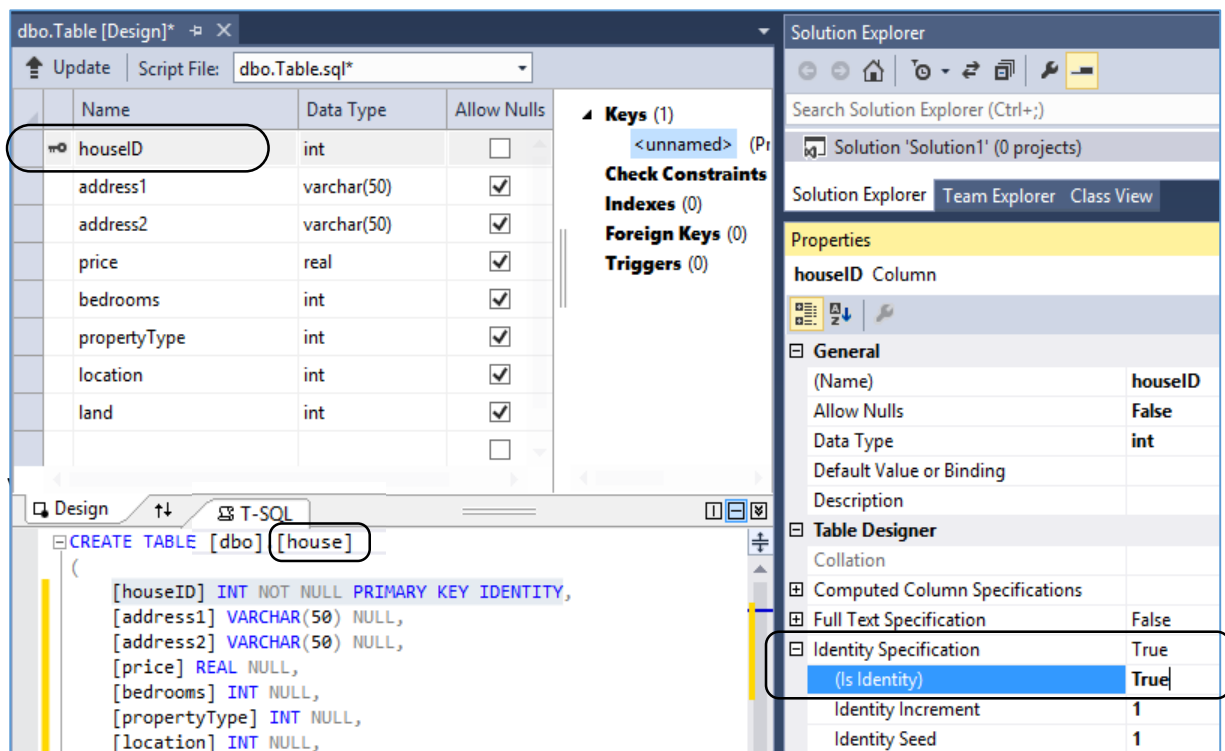 dbo.Table [Design]*
Update Script File: dbo.Table.sql*
Name Data Type Allow Nulls
houseID int
address1 varchar(50)
address2 varchar(50)
price real
bedrooms int
propertyType int
location int
land int
Keys (1)
<unnamed> (Pr
Check Constraints
Indexes (0)
Foreign Keys (0)
Triggers (0)
Design T-SQL
CREATE TABLE [dbo] [house]
(
[houseID] INT NOT NULL PRIMARY KEY IDENTITY,
[address1] VARCHAR(50) NULL,
[address2] VARCHAR(50) NULL,
[price] REAL NULL,
[bedrooms] INT NULL,
[propertyType] INT NULL,
[location] INT NULL,
Solution Explorer
Search Solution Explorer (Ctrl+;)
Solution 'Solution1' (0 projects)
Solution Explorer Team Explorer Class View
Properties
houseID Column
General
(Name) houseID
Allow Nulls False
Data Type int
Default Value or Binding
Description
Table Designer
Collation
Computed Column Specifications
Full Text Specification False
Identity Specification True
(Is Identity) True
Identity Increment 1
Identity Seed 1